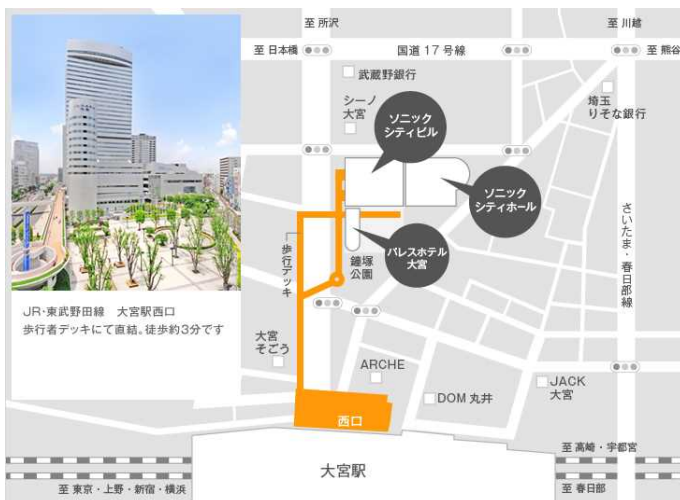 至 所沢
至 川越
至 日本橋
国道 17 号線
至 熊谷
武蔵野銀行
シーノ
大宮
ソニック
シティビル
埼玉
りそな銀行
ソニック
シティホール
さいたま・春日部線
パレスホテル
大宮
歩行デッキ
鐘塚
公園
JR・東武野田線 大宮駅西口
歩行者デッキにて直結。徒歩約3分です
大宮
そごう
ARCHE
JACK
大宮
DOM 丸井
西口
大宮駅
至 高崎・宇都宮
至 東京・上野・新宿・横浜
至 春日部